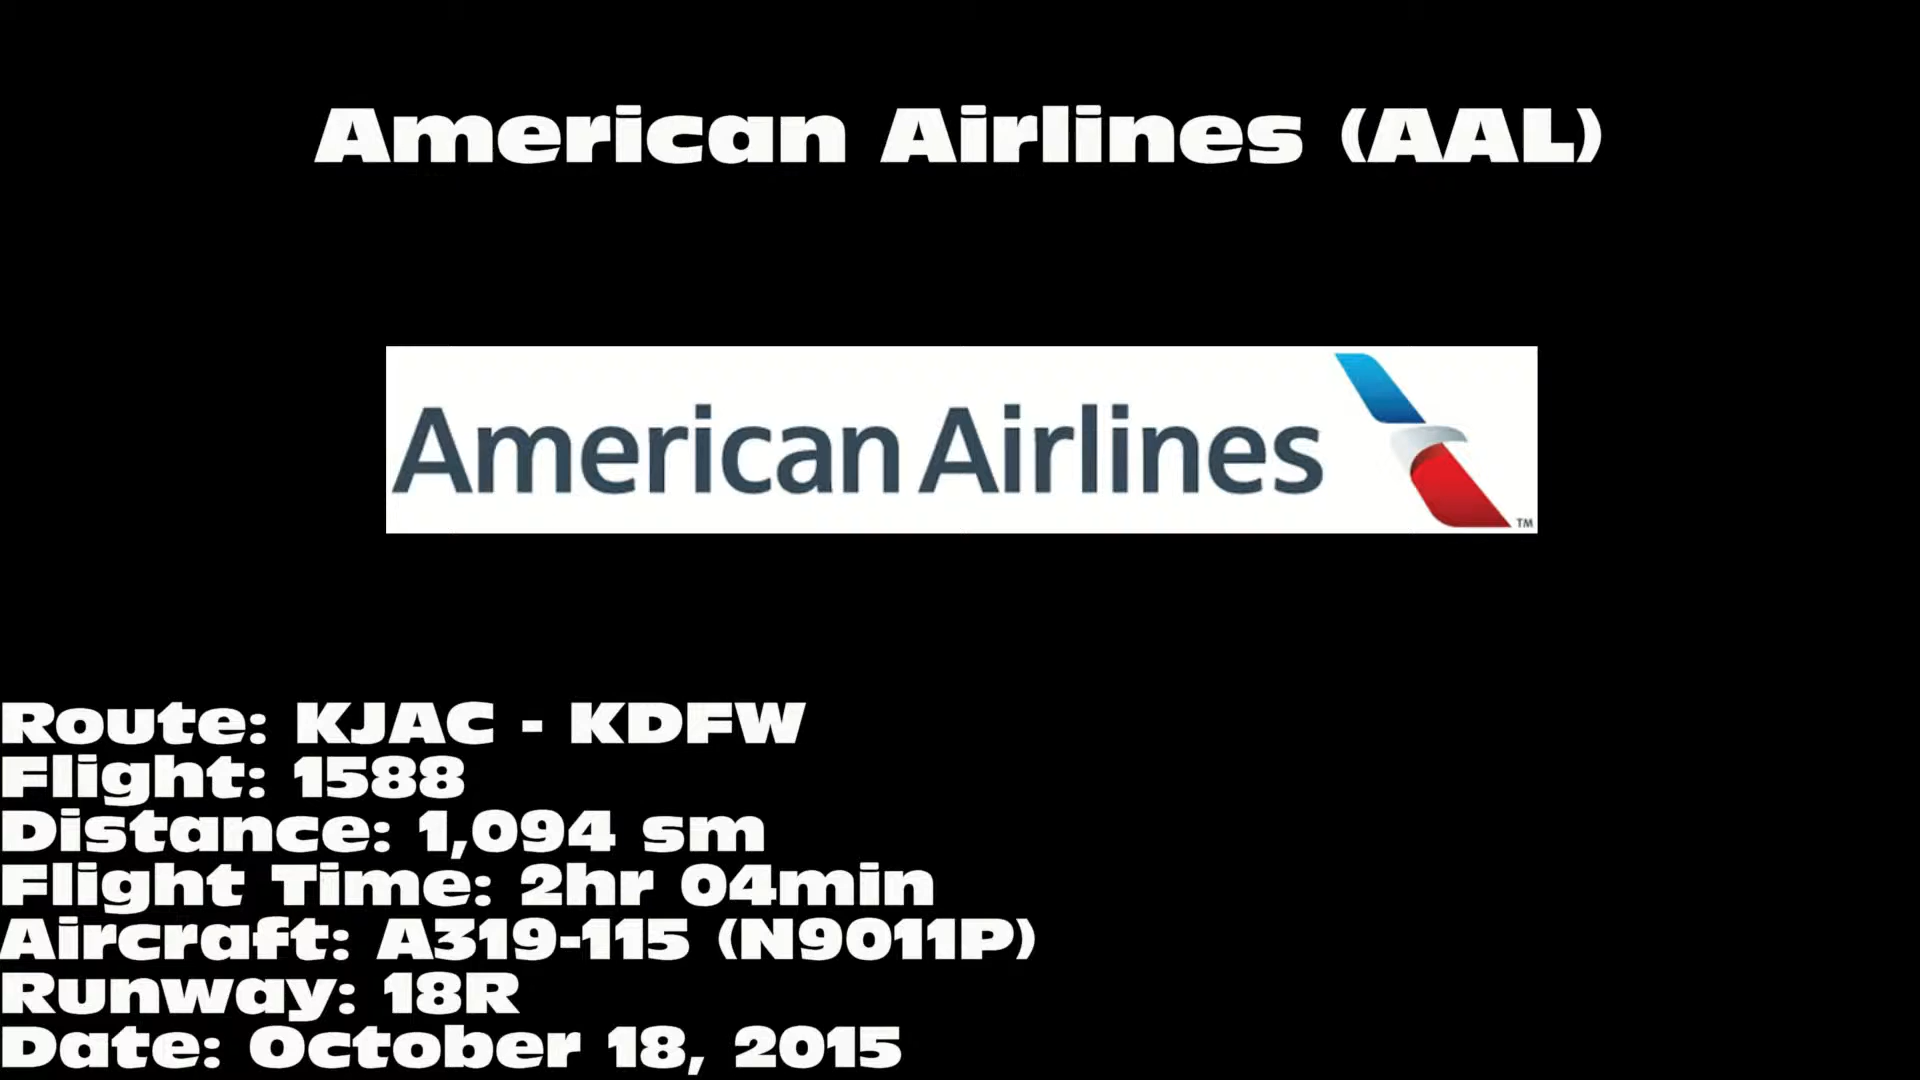 American Airlines (AAL)
American Airlines
TM
Route: KJAC - KDFW
Flight: 1588
Distance: 1,094 sm
Flight Time: 2hr 04min
Aircraft: A319-115 (N9011P)
Runway: 18R
Date: October 18, 2015